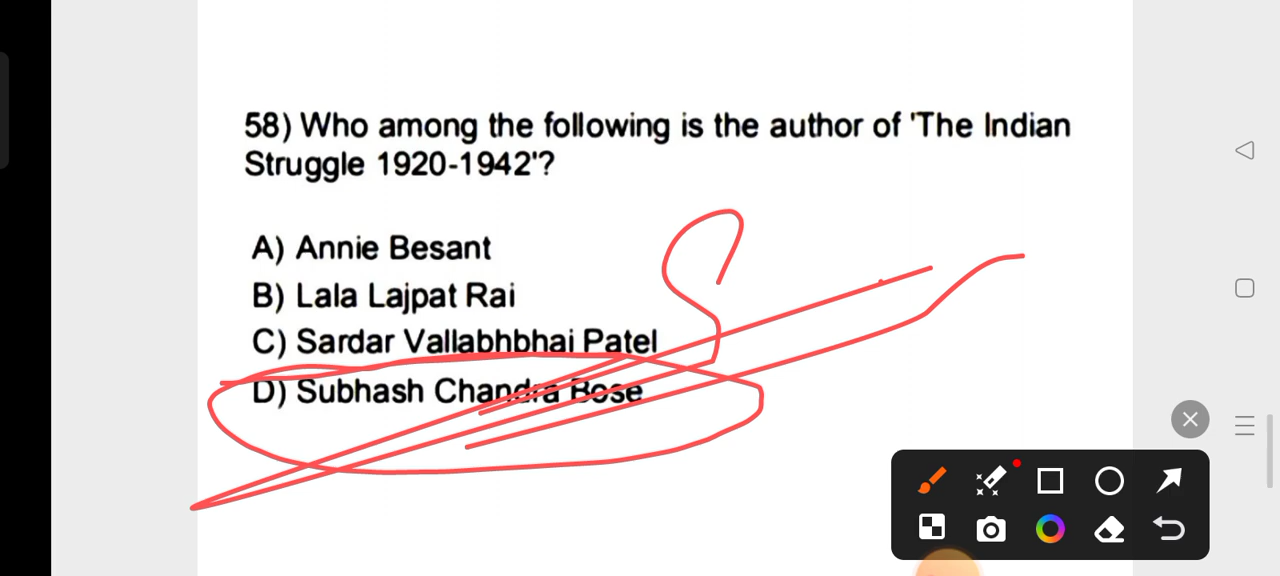 58) Who among the following is the author of 'The Indian
Struggle 1920-1942'?
A) Annie Besant
B) Lala Lajpat Rai
C) Sardar Vallabhbhai Patel
D) Subhash Chandra Bose